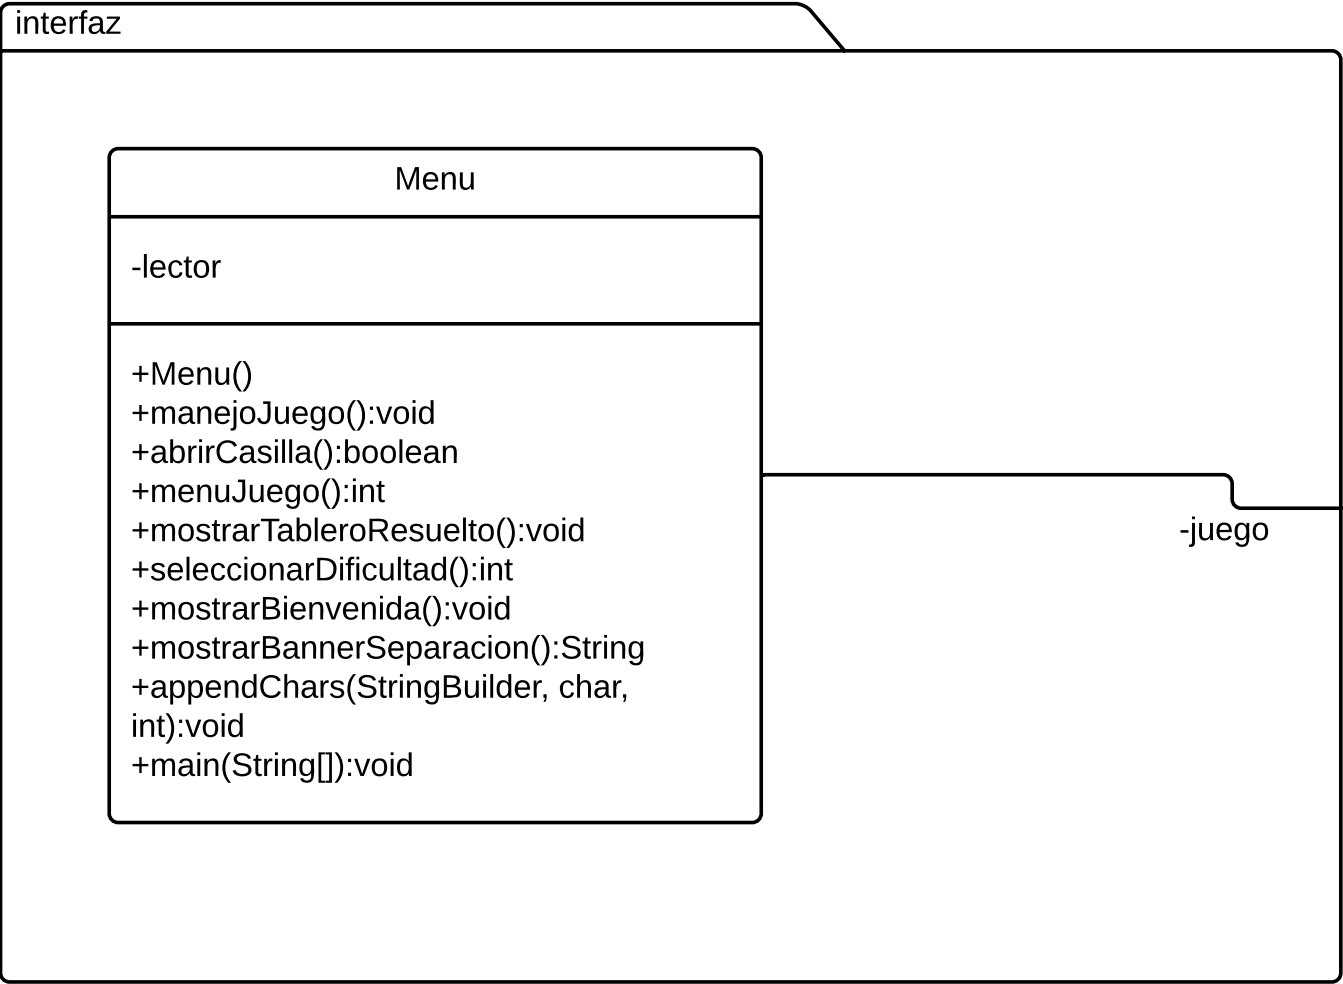 interfaz
Menu
-lector
+Menu()
+manejoJuego():void
+abrirCasilla():boolean
+menuJuego():int
+mostrarTableroResuelto():void
+seleccionarDificultad():int
+mostrarBienvenida():void
+mostrarBannerSeparacion():String
+appendChars(StringBuilder, char,
int):void
+main(String[]):void
-juego